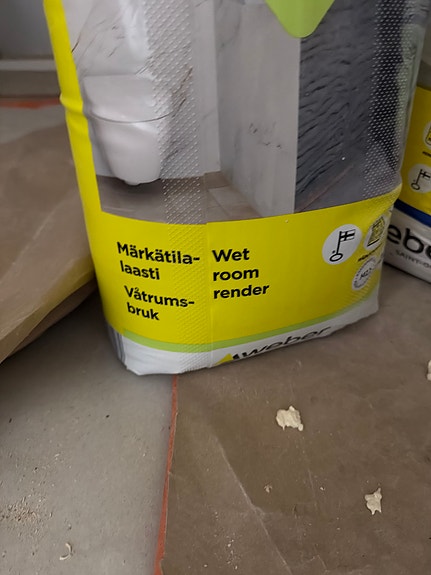 Märkätila-
laasti
Våtrums-
bruk
Wet
room
render
weber